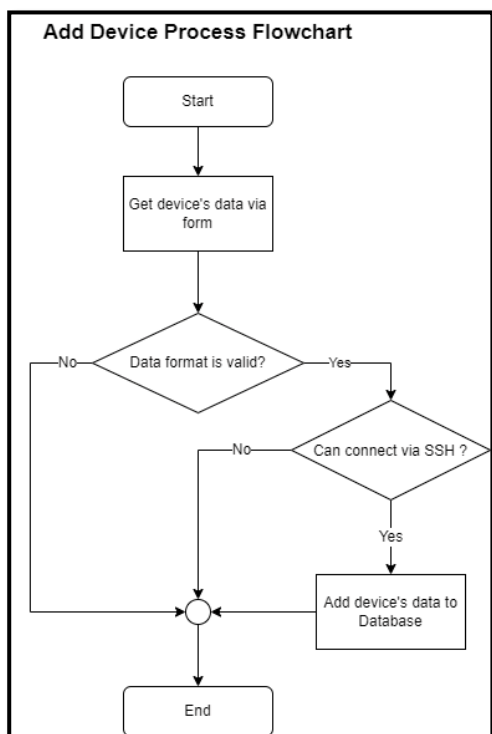 Add Device Process Flowchart
Start
Get device's data via
form
No
Data format is valid?
Yes
No
Can connect via SSH ?
Yes
Add device's data to
Database
End